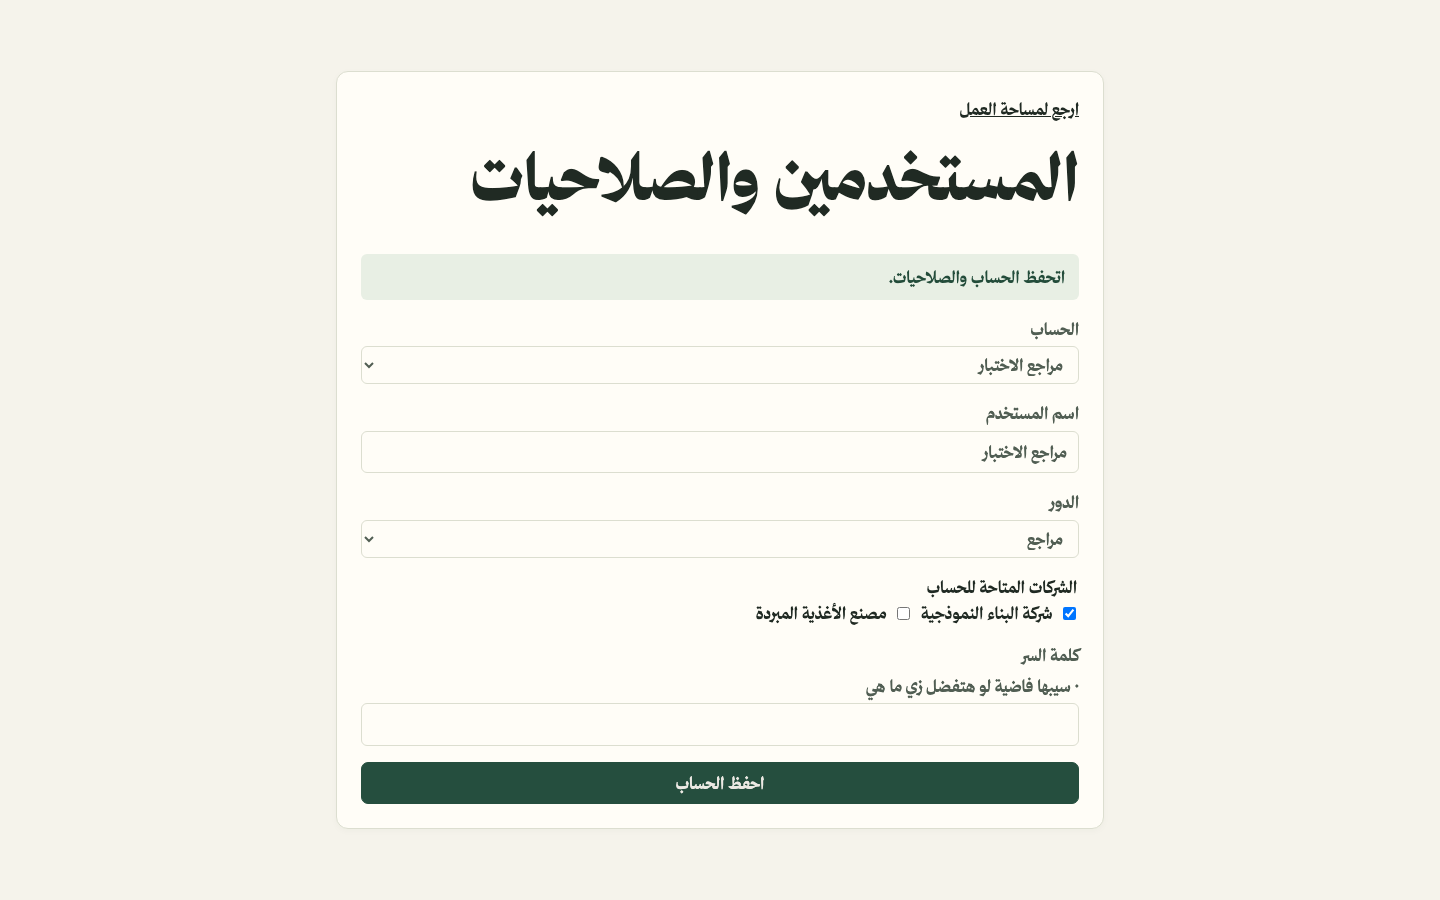 ارجع لمساحة العمل
المستخدمين والصلاحيات
اتحفظ الحساب والصلاحيات.
الحساب
مراجع الاختبار
اسم المستخدم
مراجع الاختبار
الدور
مراجع
الشركات المتاحة للحساب
شركة البناء النموذجية مصنع الأغذية المبردة
كلمة السر
· سيبها فاضية لو هتفضل زي ما هي
احفظ الحساب